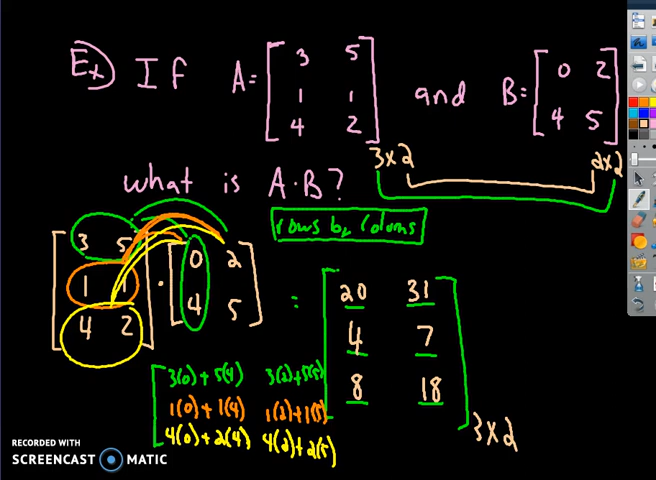 Ex) If A= [ 3 5 and B= [ 0 2
1 1
4 2 ] 4 5 ]
3x2 2x2
what is A·B?
rows by colums
[ 3 5
1 1
4 2 ] · [ 0 2
4 5 ] = [ 20 31
4 7
8 18 ] 3x2
[ 3(0)+5(4) 3(2)+5(5)
1(0)+1(4) 1(2)+1(5)
4(0)+2(4) 4(2)+2(5)
RECORDED WITH
SCREENCAST MATIC